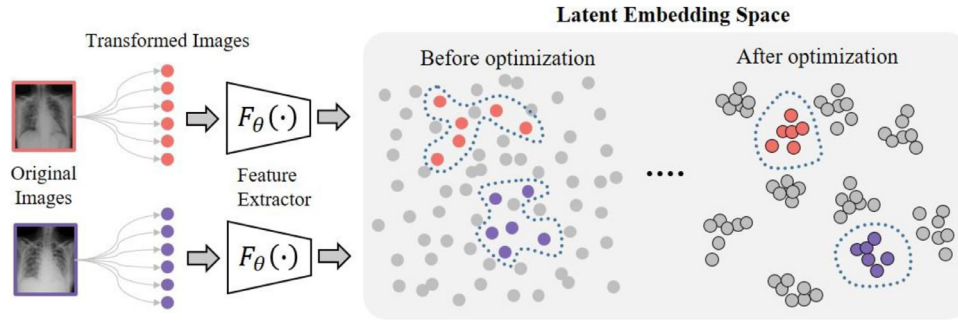 Latent Embedding Space
Transformed Images
Before optimization
After optimization
F_θ(·)
Original
Images
Feature
Extractor
F_θ(·)